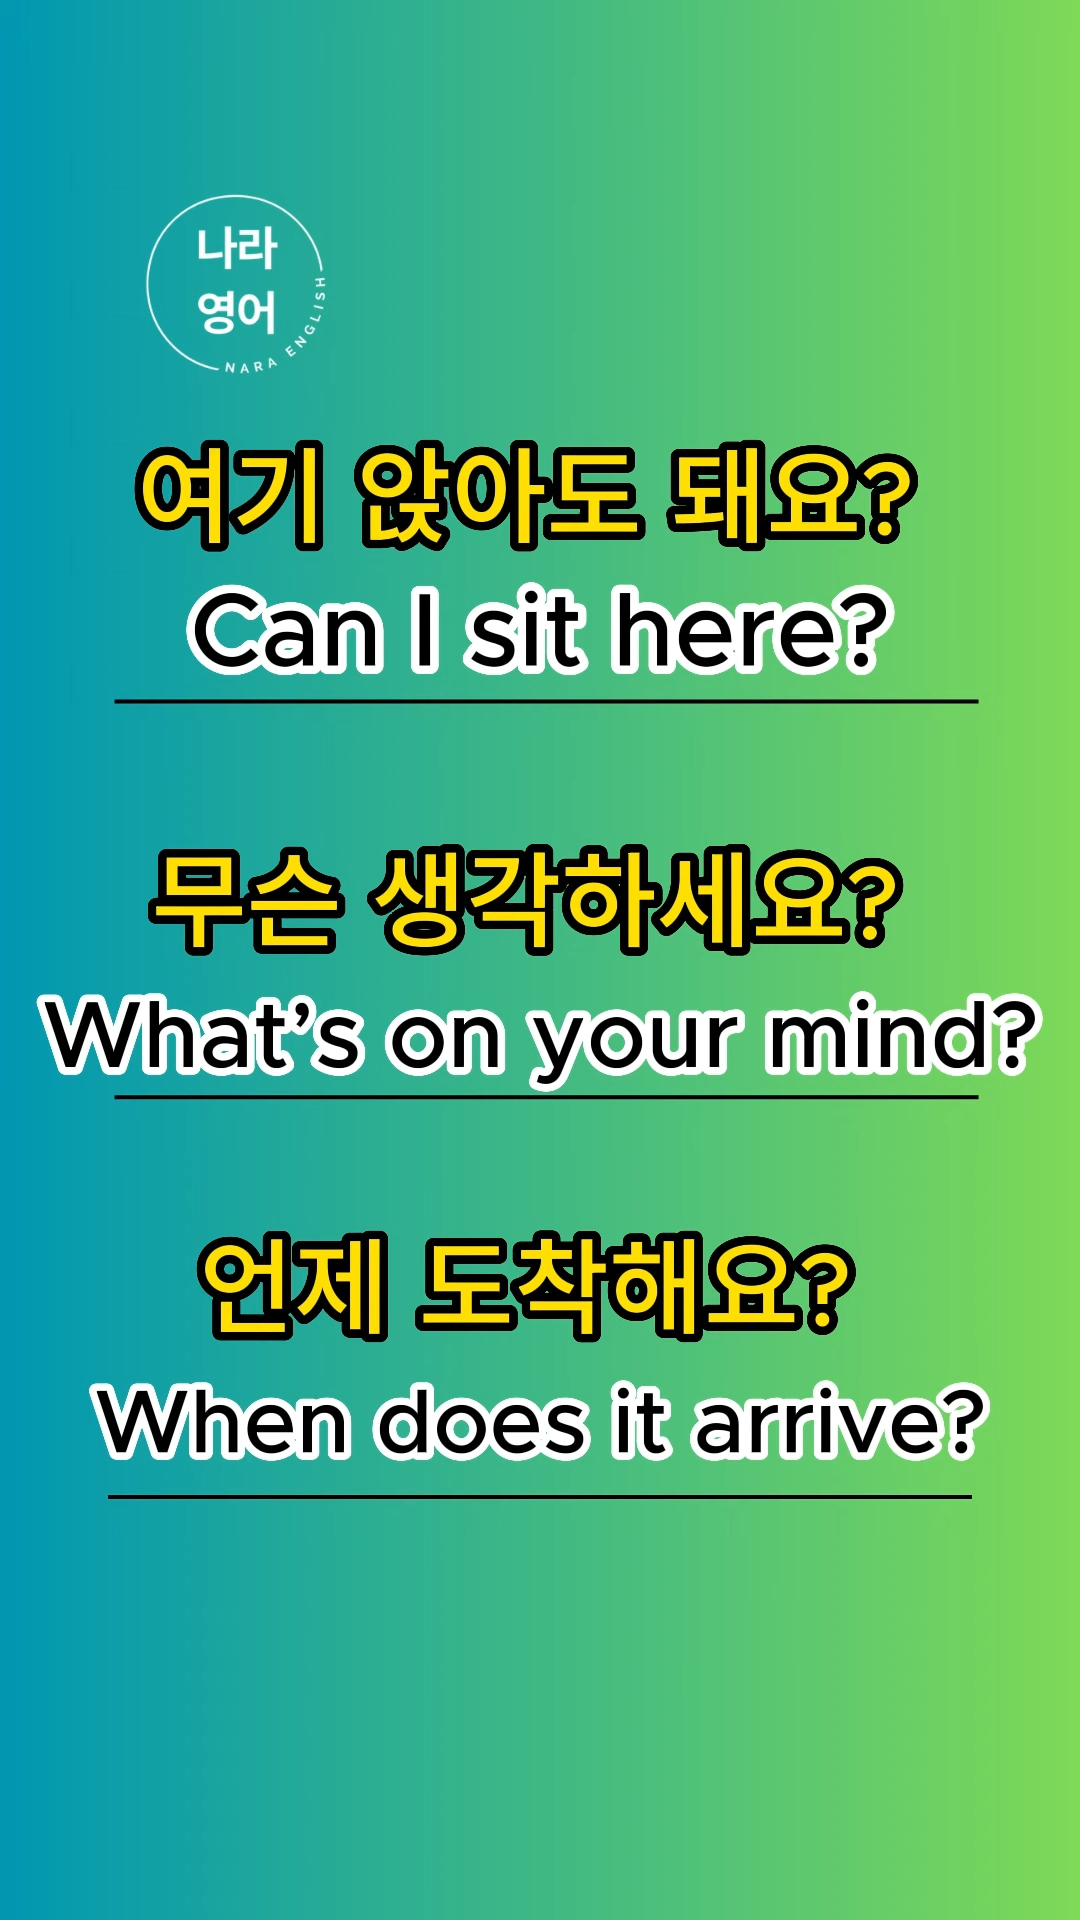 나라
영어
NARA ENGLISH
여기 앉아도 돼요?
Can I sit here?
무슨 생각하세요?
What’s on your mind?
언제 도착해요?
When does it arrive?